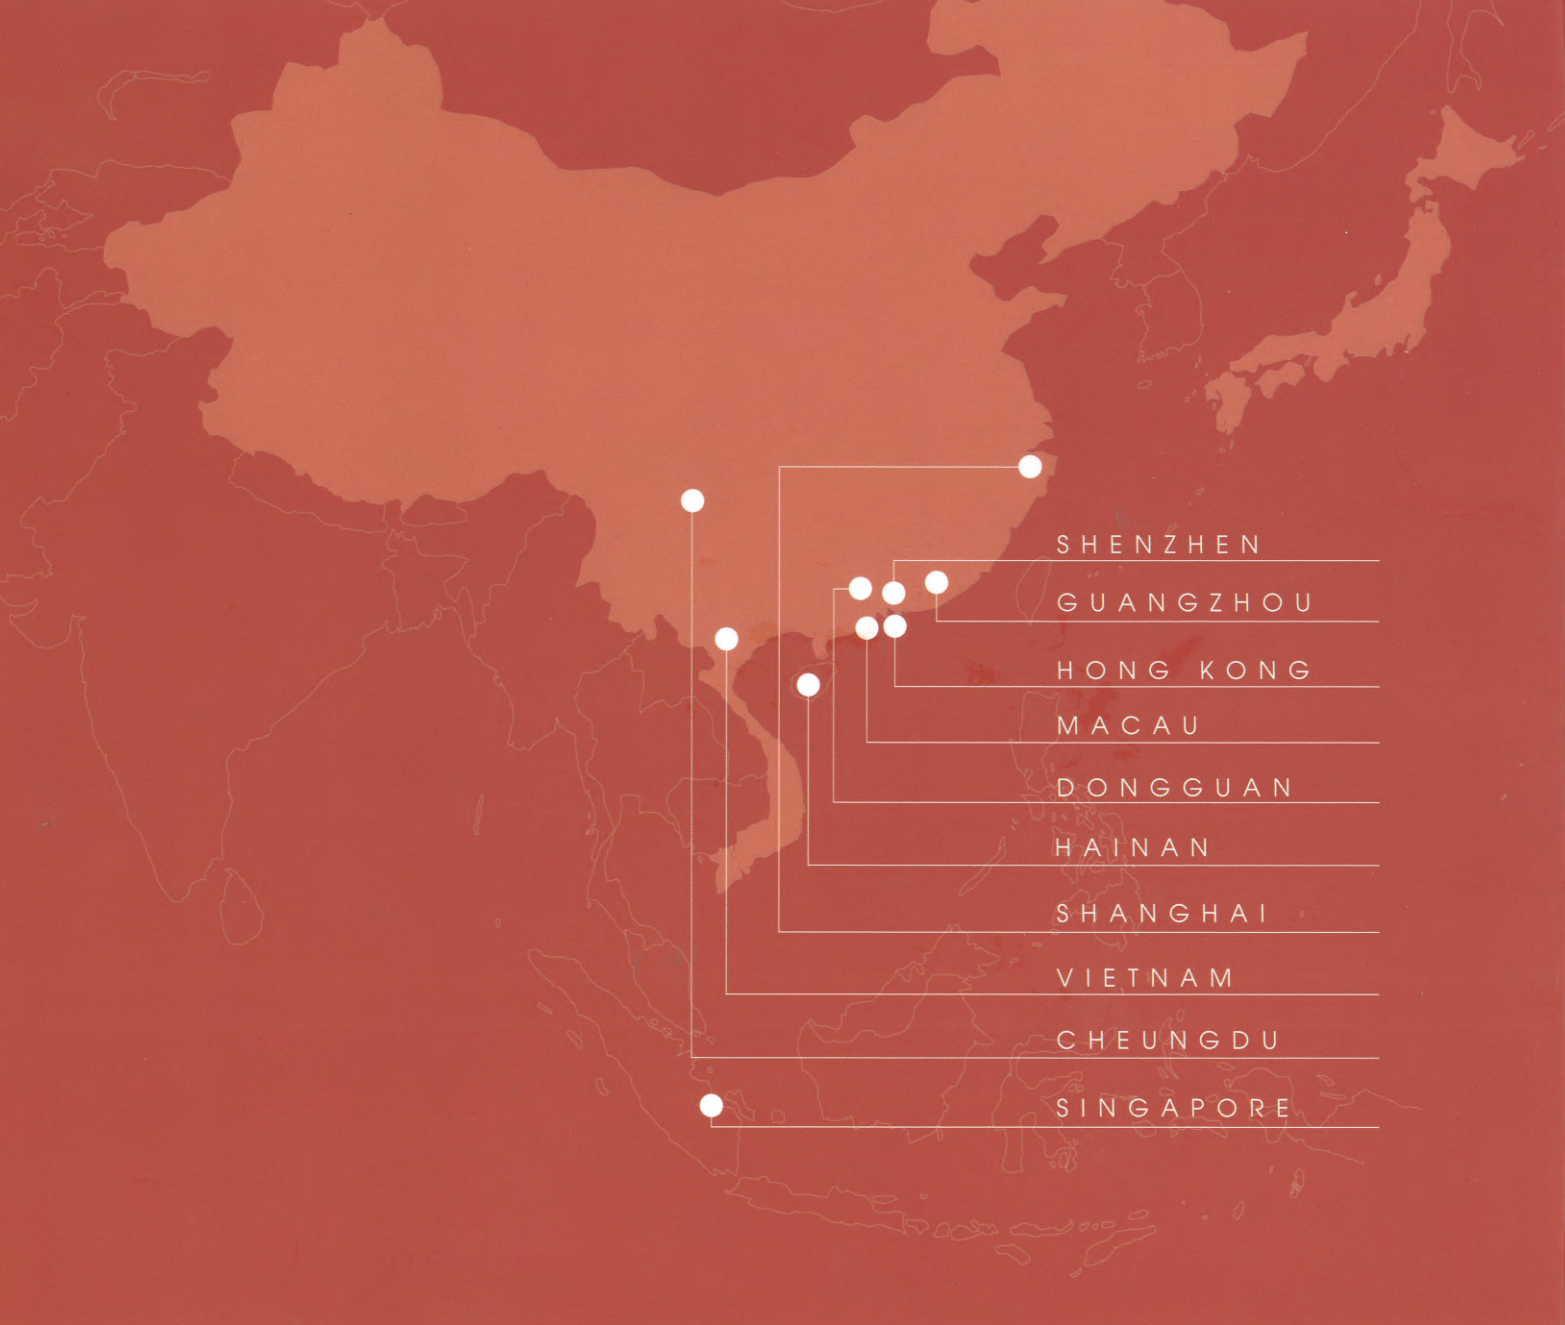 SHENZHEN
GUANGZHOU
HONG KONG
MACAU
DONGGUAN
HAINAN
SHANGHAI
VIETNAM
CHEUNGDU
SINGAPORE